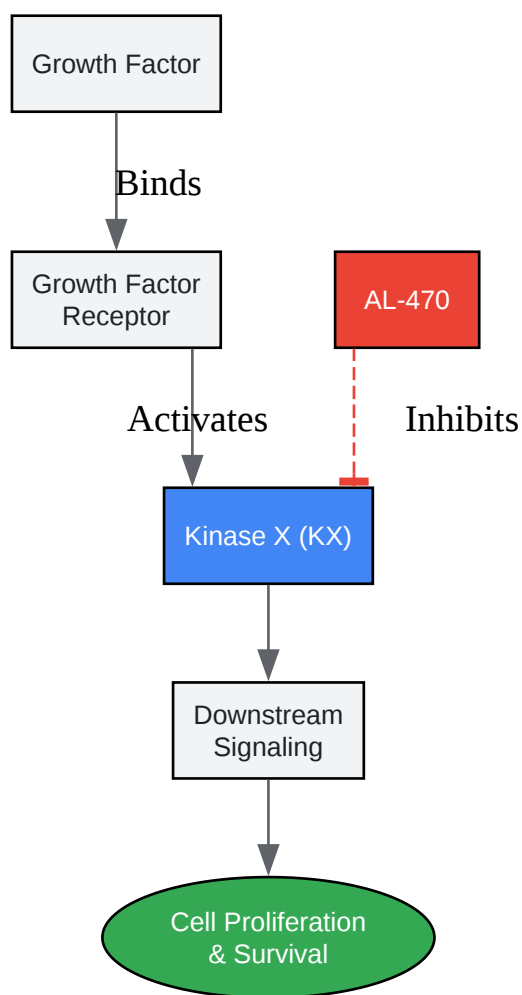 Growth Factor
Binds
Growth Factor
Receptor
AL-470
Activates
Inhibits
Kinase X (KX)
Downstream
Signaling
Cell Proliferation
& Survival